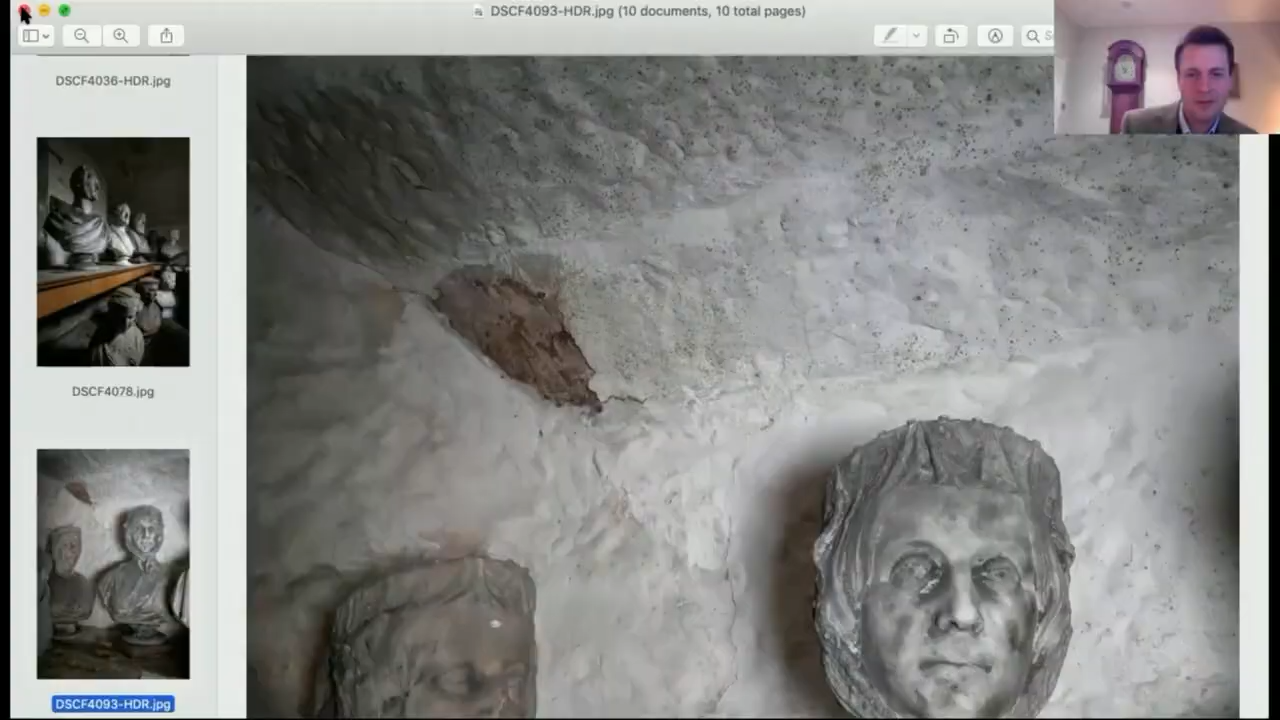 DSCF4093-HDR.jpg (10 documents, 10 total pages)
DSCF4036-HDR.jpg
DSCF4078.jpg
DSCF4093-HDR.jpg